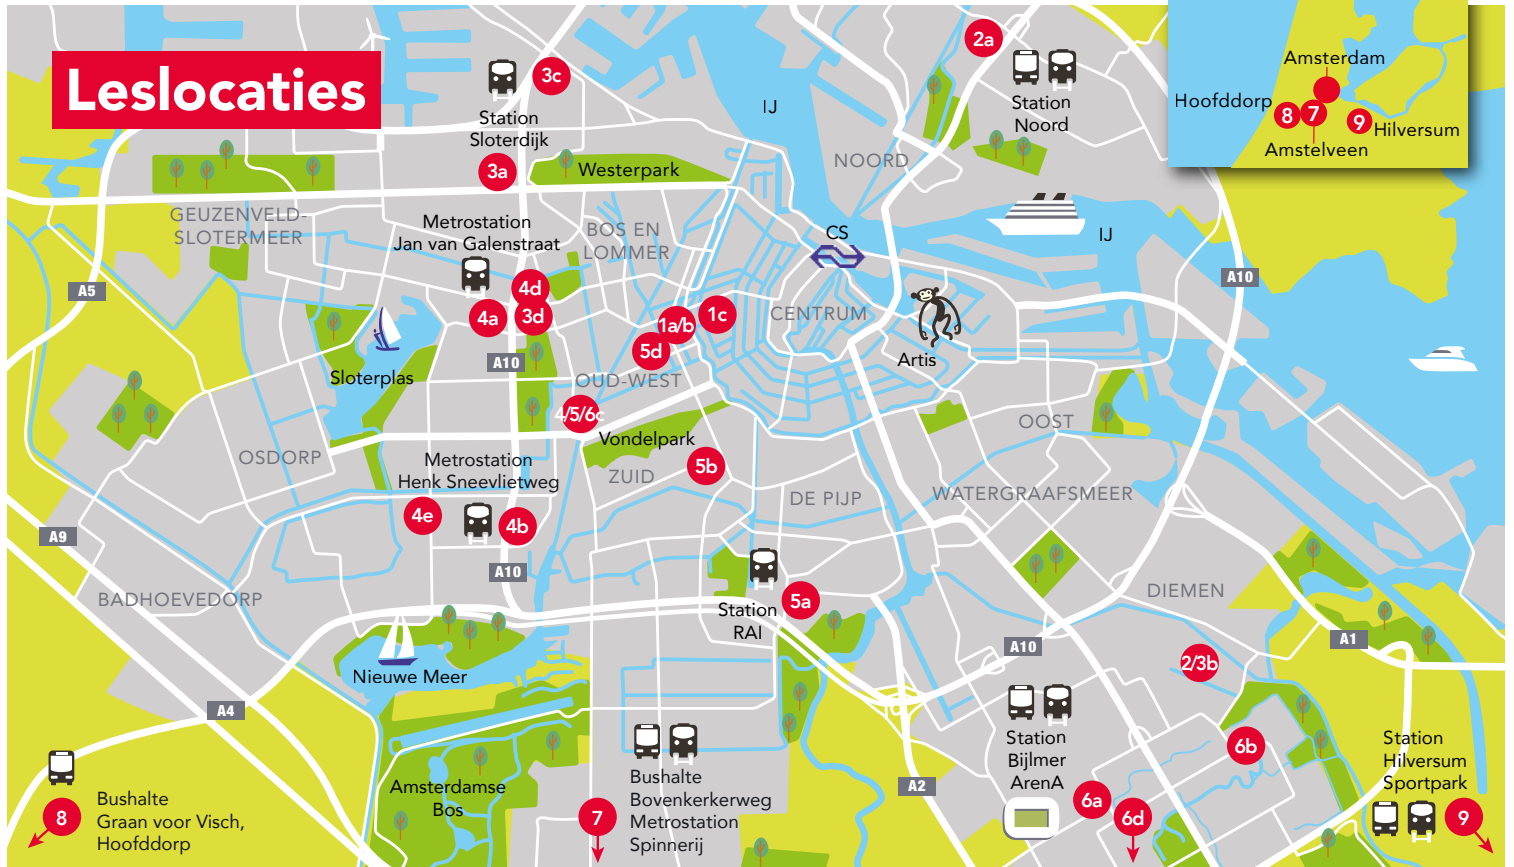 Leslocaties
3c
Station
Sloterdijk
3a
Westerpark
2a
Station
Noord
IJ
NOORD
Amsterdam
Hoofddorp
8
7
9
Hilversum
Amstelveen
GEUZENVELD-
SLOTERMEER
Metrostation
Jan van Galenstraat
BOS EN
LOMMER
CS
IJ
A10
A5
4d
4a
3d
1a/b
1c
5d
CENTRUM
Artis
A10
Sloterplas
OUD-WEST
4/5/6c
Vondelpark
OOST
OSDORP
Metrostation
Henk Sneevlietweg
ZUID
5b
DE PIJP
WATERGRAAFSMEER
4e
4b
A9
A10
BADHOEVEDORP
Station
RAI
5a
DIEMEN
A10
A1
2/3b
Nieuwe Meer
A4
Station
Bijlmer
ArenA
6b
Station
Hilversum
Sportpark
Bushalte
Bovenkerkerweg
Metrostation
Spinnerij
7
Amsterdamse
Bos
A2
6a
6d
9
8
Bushalte
Graan voor Visch,
Hoofddorp